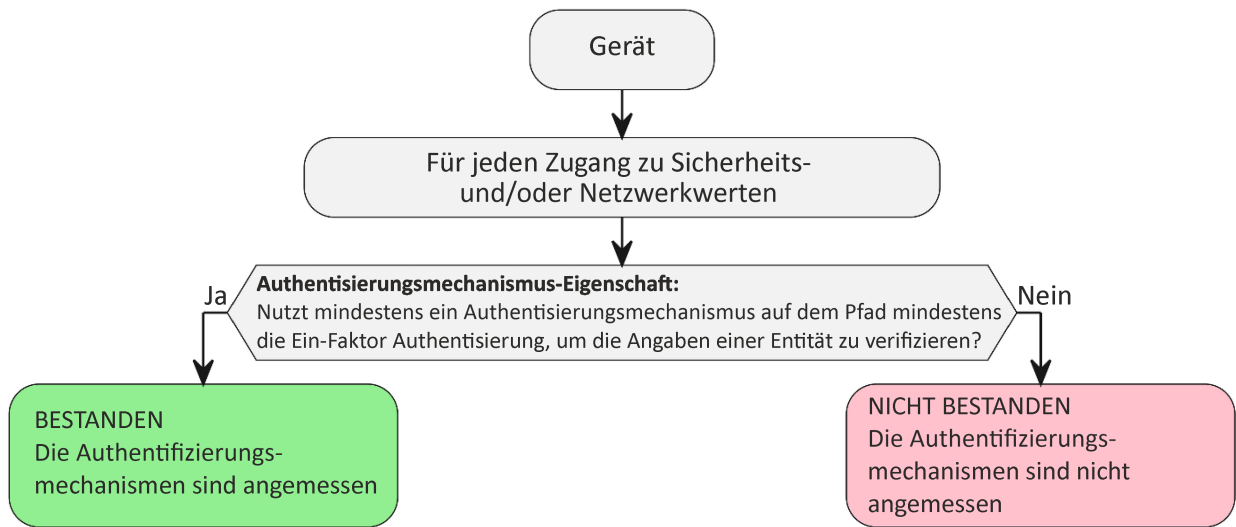 Gerät
Für jeden Zugang zu Sicherheits-
und/oder Netzwerkwerten
Authentisierungsmechanismus-Eigenschaft:
Nutzt mindestens ein Authentisierungsmechanismus auf dem Pfad mindestens
die Ein-Faktor Authentisierung, um die Angaben einer Entität zu verifizieren?
Ja
Nein
BESTANDEN
Die Authentifizierungs-
mechanismen sind angemessen
NICHT BESTANDEN
Die Authentifizierungs-
mechanismen sind nicht
angemessen